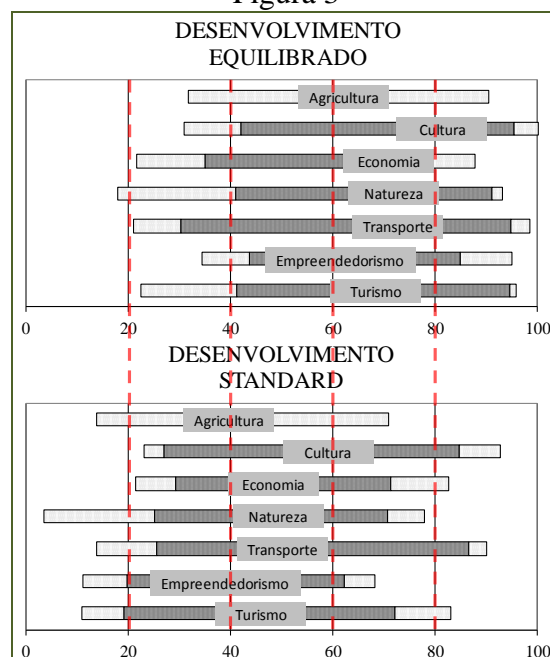 Figura 3
DESENVOLVIMENTO
EQUILIBRADO
Agricultura
Cultura
Economia
Natureza
Transporte
Empreendedorismo
Turismo
0 20 40 60 80 100
DESENVOLVIMENTO
STANDARD
Agricultura
Cultura
Economia
Natureza
Transporte
Empreendedorismo
Turismo
0 20 40 60 80 100